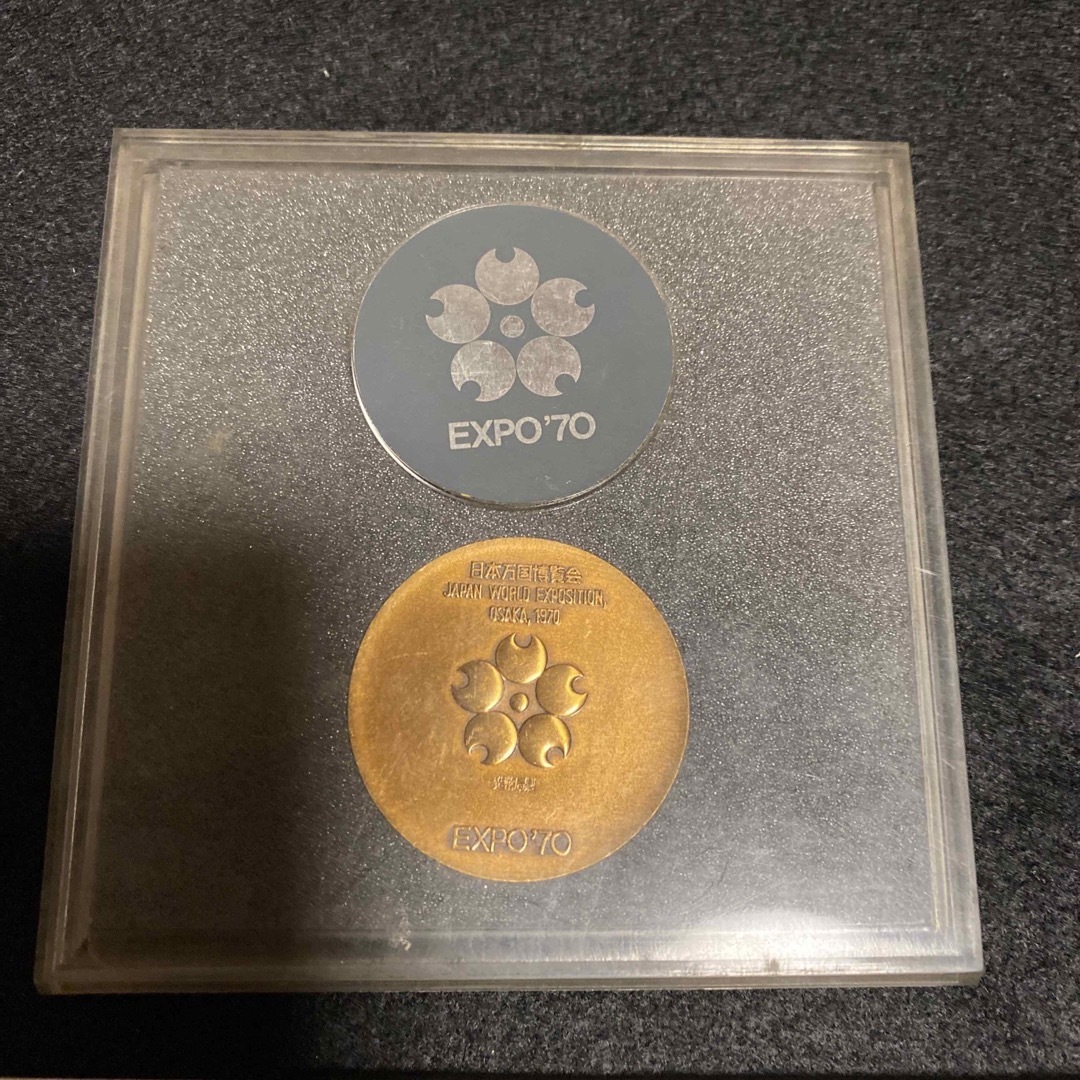 EXPO'70
日本万国博覧会
JAPAN WORLD EXPOSITION,
OSAKA, 1970
EXPO'70